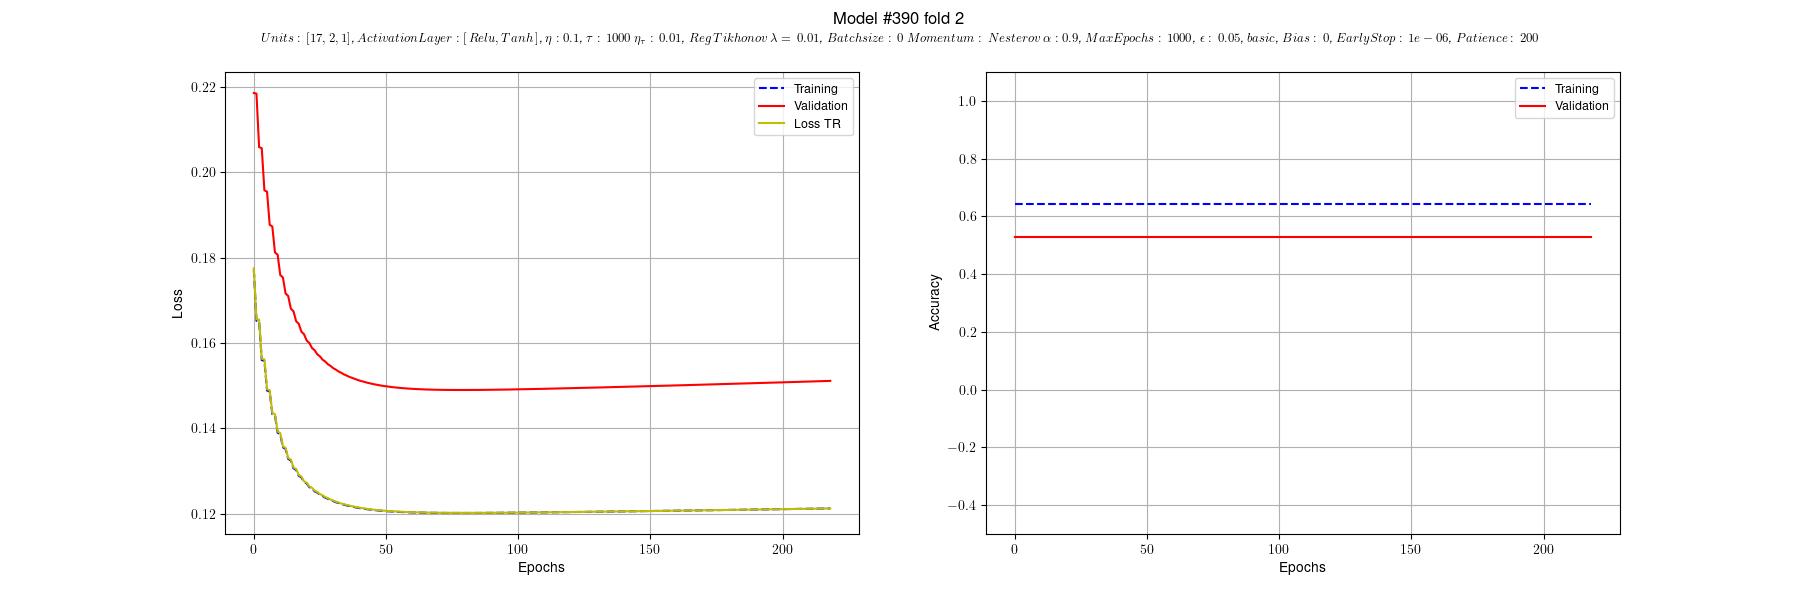 Model #390 fold 2
Units : [17, 2, 1], ActivationLayer : [ Relu, Tanh], η : 0.1, τ : 1000 ητ : 0.01, Reg Tikhonov λ = 0.01, Batchsize : 0 Momentum : Nesterov α : 0.9, MaxEpochs : 1000, ϵ : 0.05, basic, Bias : 0, EarlyStop : 1e − 06, Patience : 200
0.22
0.20
0.18
0.16
0.14
0.12
Loss
Training
Validation
Loss TR
0
50
100
150
200
Epochs
1.0
0.8
0.6
0.4
0.2
0.0
−0.2
−0.4
Accuracy
Training
Validation
0
50
100
150
200
Epochs